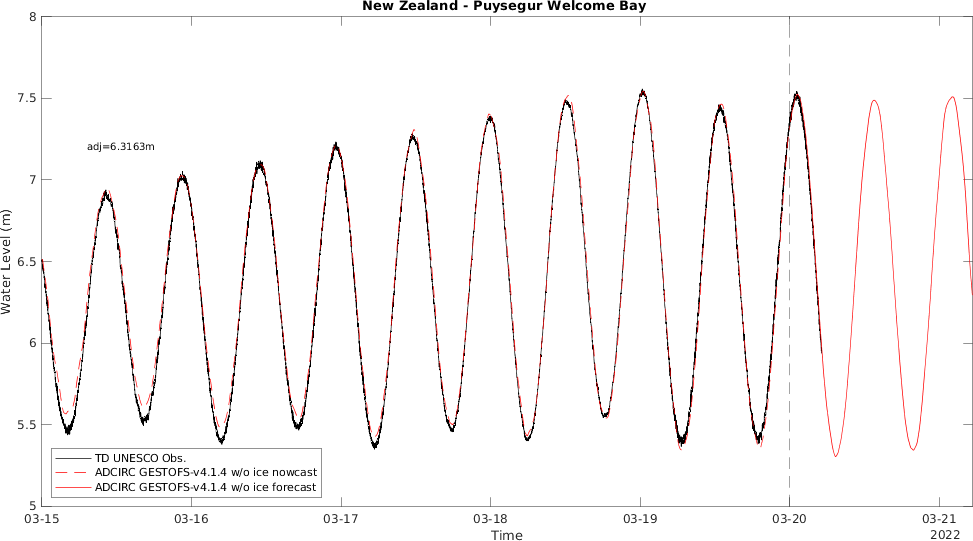 New Zealand - Puysegur Welcome Bay
8
7.5
7
6.5
6
5.5
5
Water Level (m)
adj=6.3163m
TD UNESCO Obs.
ADCIRC GESTOFS-v4.1.4 w/o ice nowcast
ADCIRC GESTOFS-v4.1.4 w/o ice forecast
03-15 03-16 03-17 03-18 03-19 03-20 03-21
Time
2022